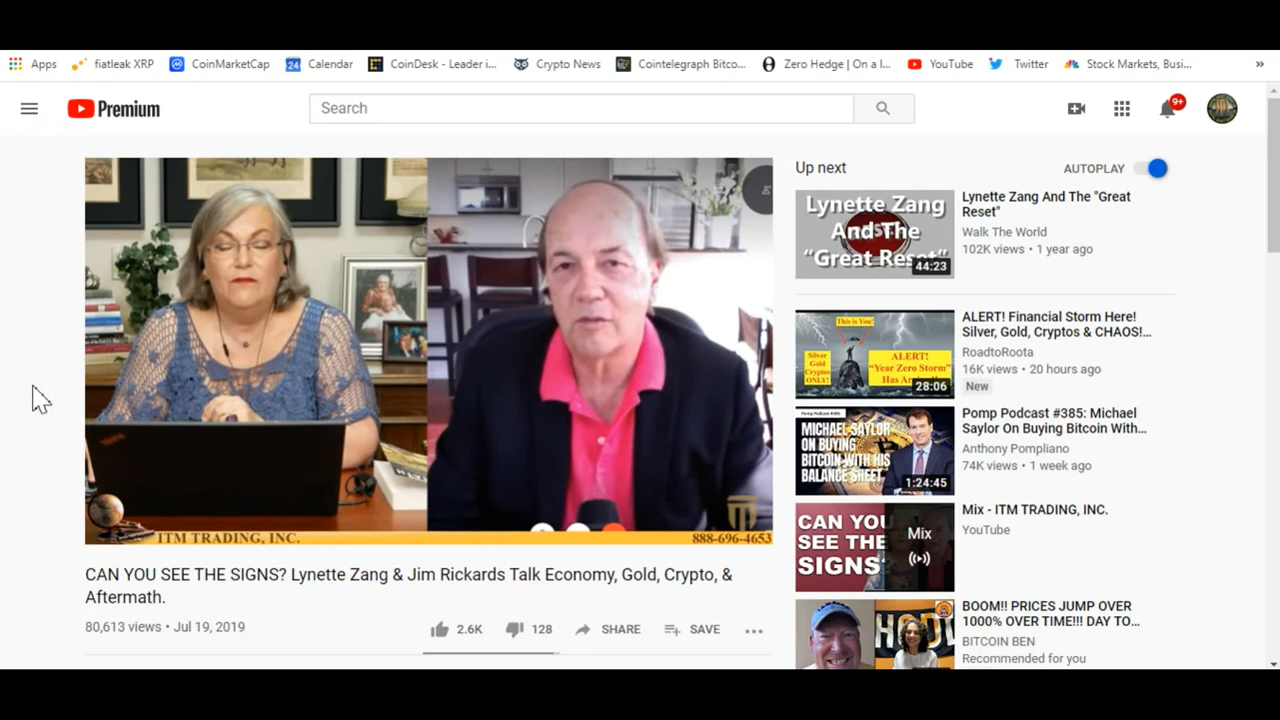 Apps fiatleak XRP CoinMarketCap 24 Calendar CoinDesk - Leader i... Crypto News Cointelegraph Bitco... Zero Hedge | On a l... YouTube Twitter Stock Markets, Busi... »
Premium
Search
9+
ITM TRADING, INC. 888-696-4653
CAN YOU SEE THE SIGNS? Lynette Zang & Jim Rickards Talk Economy, Gold, Crypto, &
Aftermath.
80,613 views • Jul 19, 2019
2.6K 128 SHARE SAVE ...
Up next AUTOPLAY
Lynette Zang
And The
"Great Reset"
44:23
Lynette Zang And The "Great
Reset"
Walk The World
102K views • 1 year ago
This is You!
Silver
Gold
Cryptos
ONLY!
ALERT!
"Year Zero Storm"
28:06
ALERT! Financial Storm Here!
Silver, Gold, Cryptos & CHAOS!...
RoadtoRoota
16K views • 20 hours ago
New
MICHAEL SAYLOR
ON BUYING
BITCOIN WITH HIS
BALANCE SHEET
1:24:45
Pomp Podcast #385: Michael
Saylor On Buying Bitcoin With...
Anthony Pompliano
74K views • 1 week ago
CAN YOU
SEE THE
SIGNS
Mix
Mix - ITM TRADING, INC.
YouTube
BOOM!! PRICES JUMP OVER
1000% OVER TIME!!! DAY TO...
BITCOIN BEN
Recommended for you